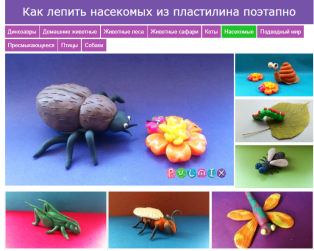 Как лепить насекомых из пластилина поэтапно
Динозавры Домашние животные Животные леса Животные сафари Коты Насекомые Подводный мир
Пресмыкающиеся Птицы Собаки
PULMIX